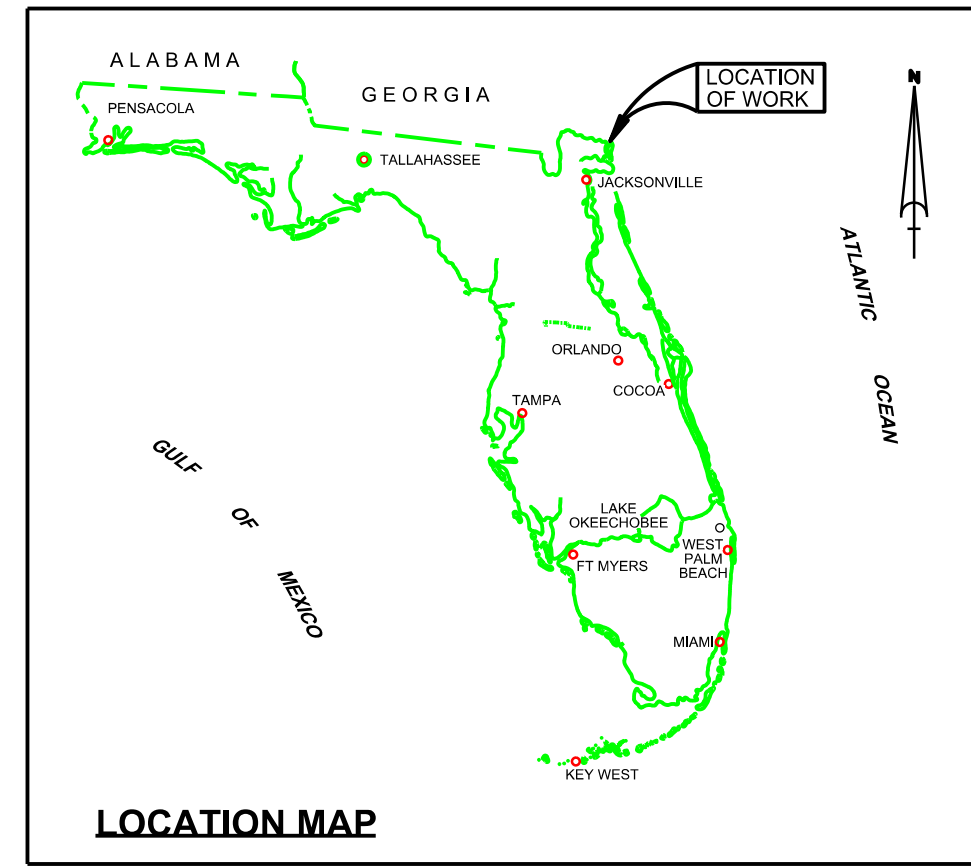 ALABAMA
GEORGIA
LOCATION
OF WORK
N
PENSACOLA
TALLAHASSEE
JACKSONVILLE
ATLANTIC
OCEAN
ORLANDO
COCOA
TAMPA
GULF
OF
MEXICO
LAKE
OKEECHOBEE
WEST
PALM
BEACH
FT MYERS
MIAMI
KEY WEST
LOCATION MAP